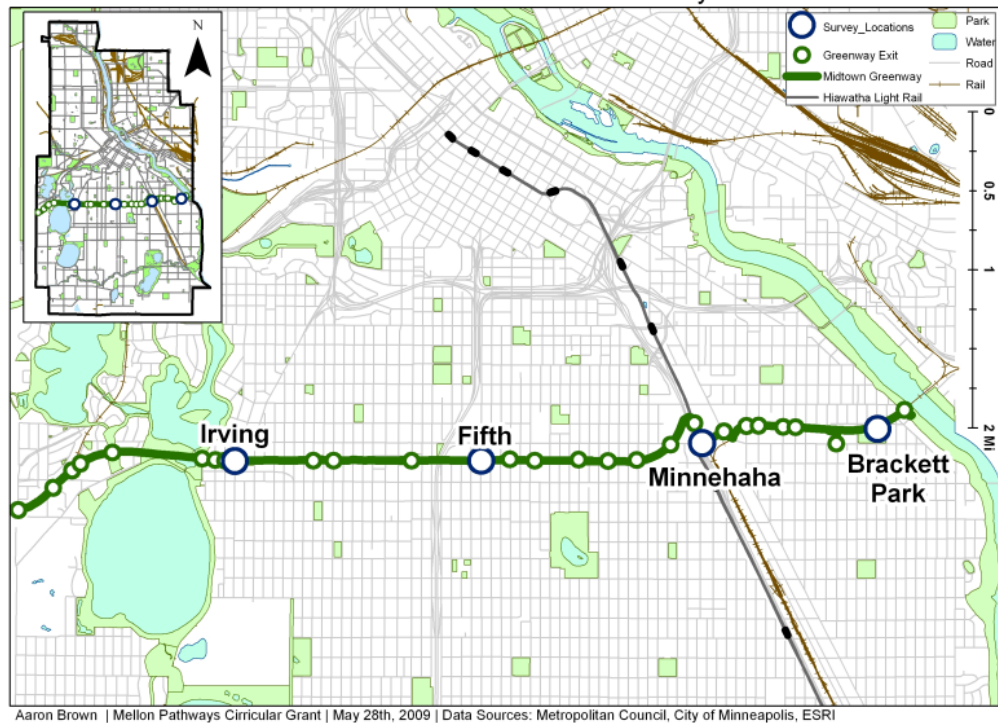 N
Survey_Locations
Greenway Exit
Midtown Greenway
Hiawatha Light Rail
Park
Water
Road
Rail
0
0.5
1
2 Mi
Irving
Fifth
Minnehaha
Brackett
Park
Aaron Brown | Mellon Pathways Cirricular Grant | May 28th, 2009 | Data Sources: Metropolitan Council, City of Minneapolis, ESRI